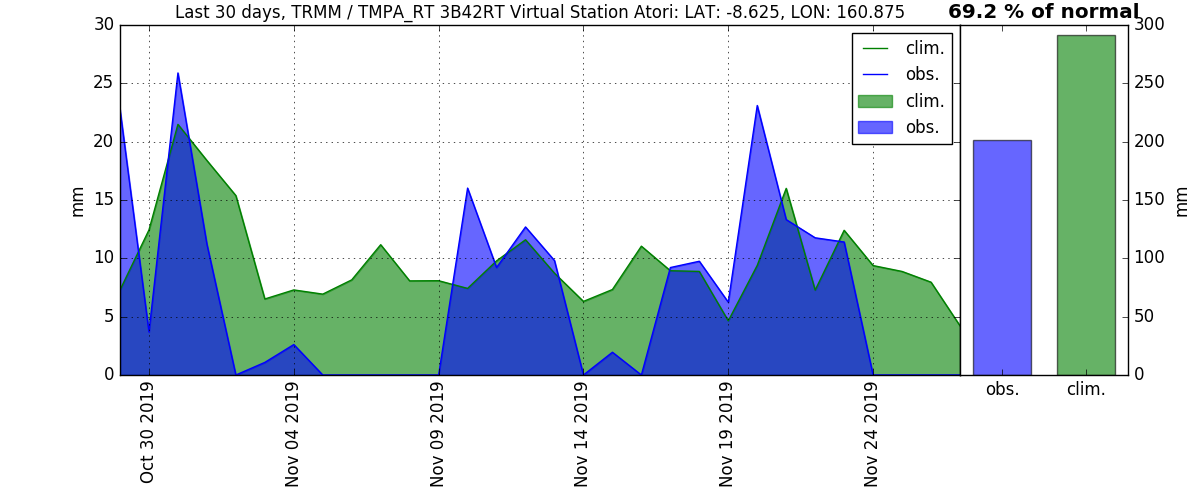 Last 30 days, TRMM / TMPA_RT 3B42RT Virtual Station Atori: LAT: -8.625, LON: 160.875
69.2 % of normal
30
25
20
15
10
5
0
mm
Oct 30 2019
Nov 04 2019
Nov 09 2019
Nov 14 2019
Nov 19 2019
Nov 24 2019
clim.
obs.
clim.
obs.
300
250
200
150
100
50
0
mm
obs.
clim.